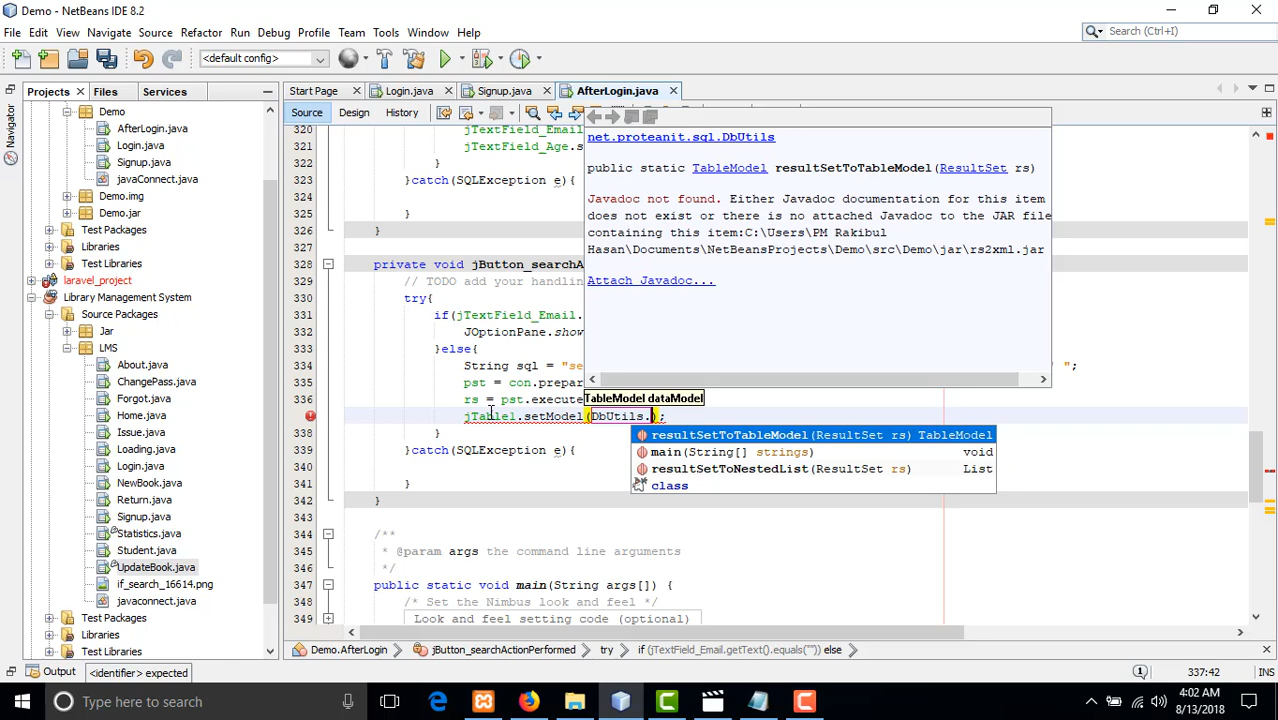 Demo - NetBeans IDE 8.2
File Edit View Navigate Source Refactor Run Debug Profile Team Tools Window Help
Search (Ctrl+I)
<default config>
Projects Files Services
Start Page Login.java Signup.java AfterLogin.java
Source Design History
Navigator
Demo
AfterLogin.java
Login.java
Signup.java
javaConnect.java
Demo.img
Demo.jar
Test Packages
Libraries
Test Libraries
laravel_project
Library Management System
Source Packages
Jar
LMS
About.java
ChangePass.java
Forgot.java
Home.java
Issue.java
Loading.java
Login.java
NewBook.java
Return.java
Signup.java
Statistics.java
Student.java
UpdateBook.java
if_search_16614.png
javaconnect.java
Test Packages
Libraries
Test Libraries
320 jTextField_Email
321 jTextField_Age.s
322 }
323 }catch(SQLException e){
324
325 }
326 }
327
328 private void jButton_searchA
329 // TODO add your handlin
330 try{
331 if(jTextField_Email.
332 JOptionPane.show
333 }else{
334 String sql = "se ";
335 pst = con.prepar
336 rs = pst.execute
jTable1.setModel(DbUtils.);
338 }
339 }catch(SQLException e){
340
341 }
342 }
343
344 /**
345 * @param args the command line arguments
346 */
347 public static void main(String args[]) {
348 /* Set the Nimbus look and feel */
349 Look and feel setting code (optional)
net.proteanit.sql.DbUtils
public static TableModel resultSetToTableModel(ResultSet rs)
Javadoc not found. Either Javadoc documentation for this item
does not exist or there is no attached Javadoc to the JAR file
containing this item:C:\Users\PM Rakibul
Hasan\Documents\NetBeansProjects\Demo\src\Demo\jar\rs2xml.jar
Attach Javadoc...
TableModel dataModel
resultSetToTableModel(ResultSet rs) TableModel
main(String[] strings) void
resultSetToNestedList(ResultSet rs) List
class
Demo.AfterLogin jButton_searchActionPerformed try if (jTextField_Email.getText().equals("")) else
Output <identifier> expected 1 337:42
Type here to search
4:02 AM
8/13/2018